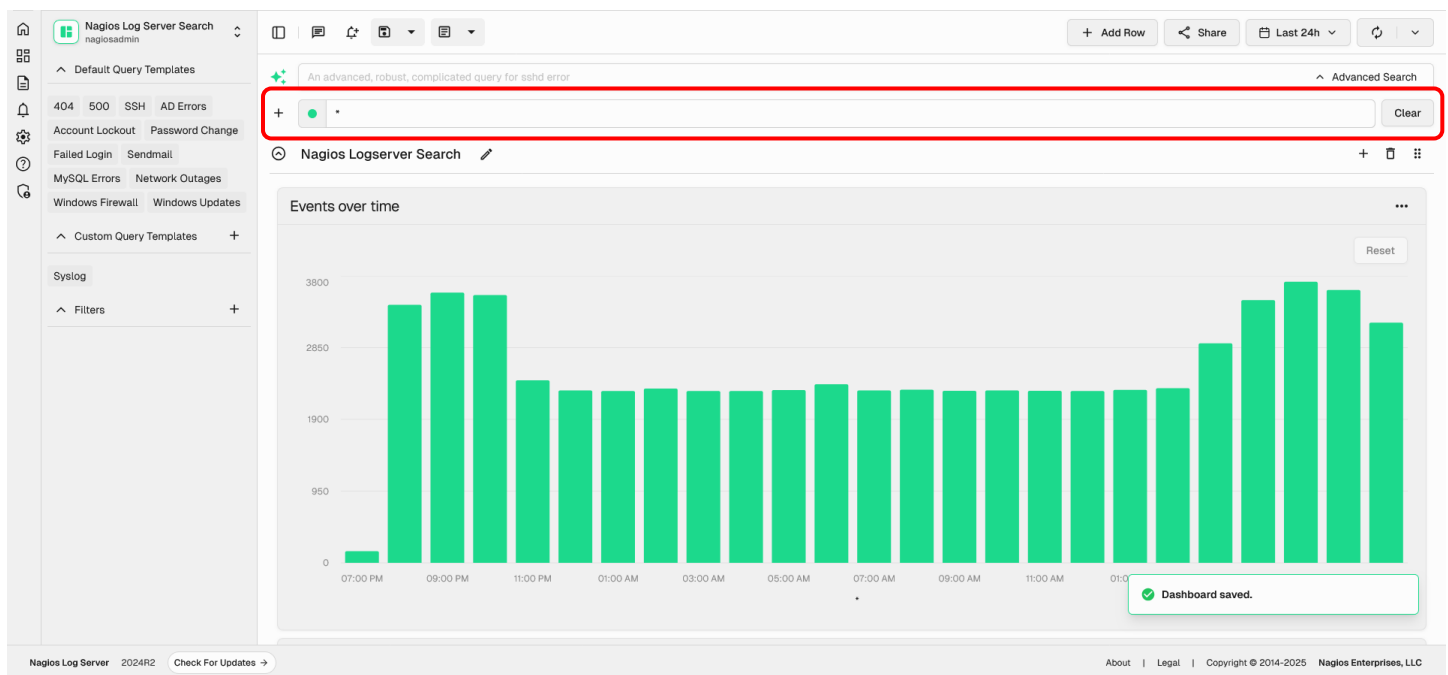 Nagios Log Server Search
nagiosadmin
Default Query Templates
404 500 SSH AD Errors
Account Lockout Password Change
Failed Login Sendmail
MySQL Errors Network Outages
Windows Firewall Windows Updates
Custom Query Templates +
Syslog
Filters +
+ Add Row Share Last 24h
An advanced, robust, complicated query for sshd error Advanced Search
+ * Clear
Nagios Logserver Search +
Events over time
Reset
3800
2850
1900
950
0
07:00 PM 09:00 PM 11:00 PM 01:00 AM 03:00 AM 05:00 AM 07:00 AM 09:00 AM 11:00 AM 01:0
*
Dashboard saved.
Nagios Log Server 2024R2 Check For Updates →
About | Legal | Copyright © 2014-2025 Nagios Enterprises, LLC